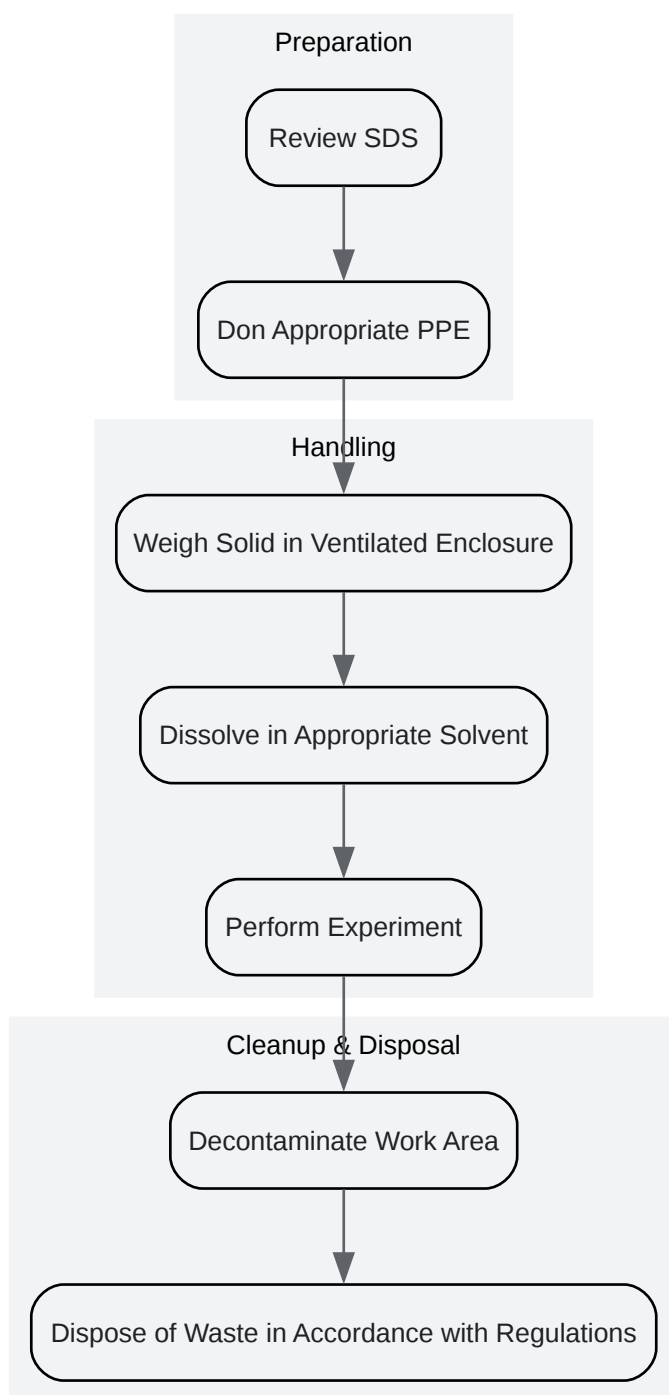 Preparation
Review SDS
Don Appropriate PPE
Handling
Weigh Solid in Ventilated Enclosure
Dissolve in Appropriate Solvent
Perform Experiment
Cleanup & Disposal
Decontaminate Work Area
Dispose of Waste in Accordance with Regulations